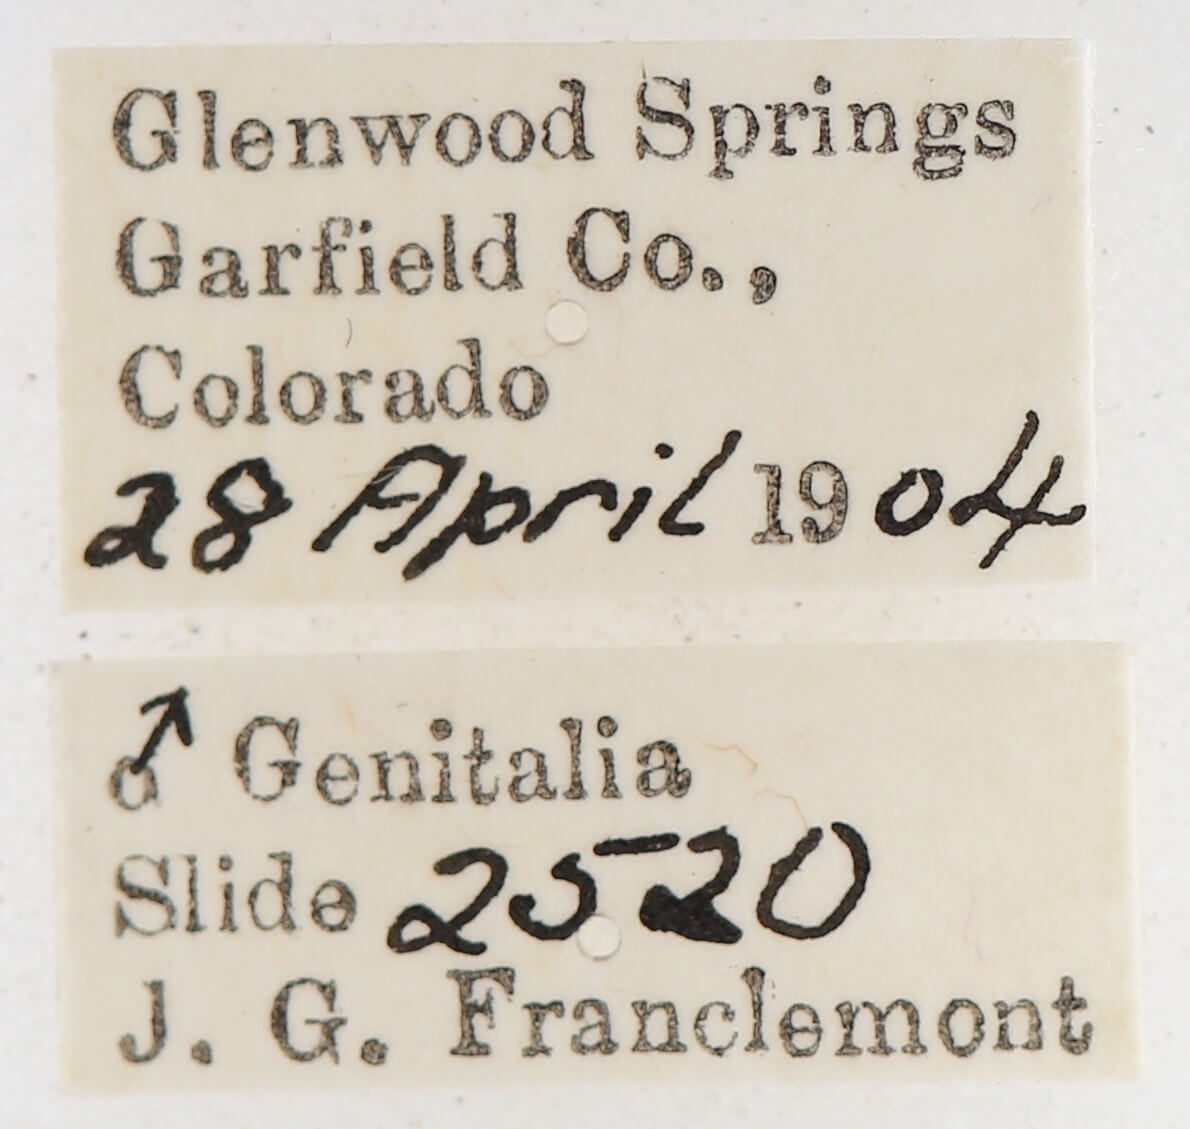 Glenwood Springs
Garfield Co.,
Colorado
28 April 1904
♂ Genitalia
Slide 2520
J. G. Franclemont